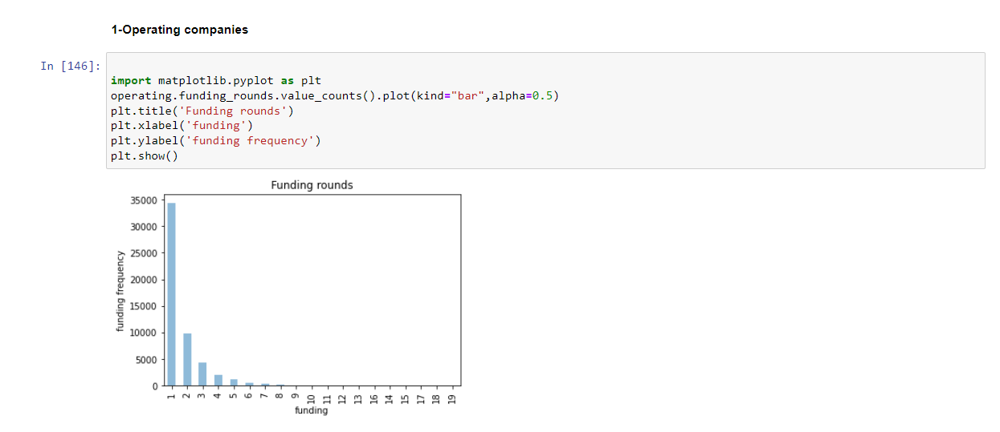 1-Operating companies
In [146]:
import matplotlib.pyplot as plt
operating.funding_rounds.value_counts().plot(kind="bar",alpha=0.5)
plt.title('Funding rounds')
plt.xlabel('funding')
plt.ylabel('funding frequency')
plt.show()
Funding rounds
35000
30000
25000
20000
15000
10000
5000
0
funding frequency
1 2 3 4 5 6 7 8 9 10 11 12 13 16 14 15 17 18 19
funding